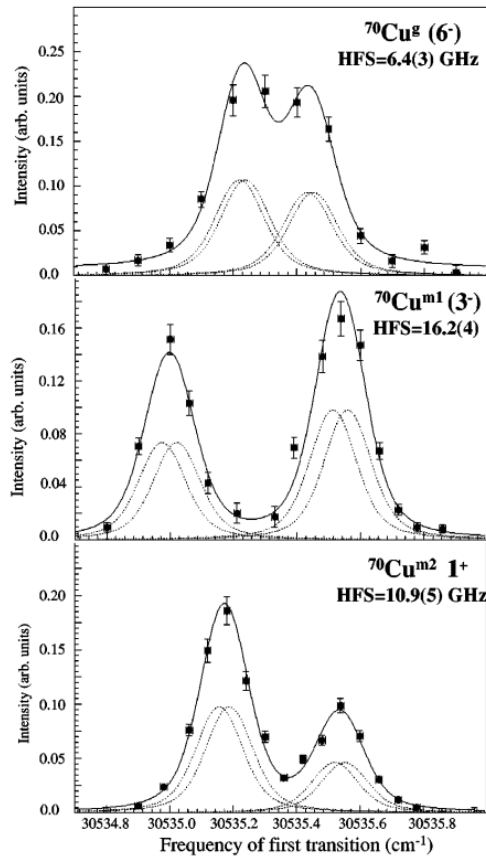 ⁷⁰Cuᵍ (6⁻)
HFS=6.4(3) GHz
Intensity (arb. units)
0.25
0.20
0.15
0.10
0.05
0.0
⁷⁰Cuᵐ¹ (3⁻)
HFS=16.2(4)
Intensity (arb. units)
0.16
0.12
0.08
0.04
0.0
⁷⁰Cuᵐ² 1⁺
HFS=10.9(5) GHz
Intensity (arb. units)
0.20
0.15
0.10
0.05
0.00
30534.8 30535.0 30535.2 30535.4 30535.6 30535.8
Frequency of first transition (cm⁻¹)